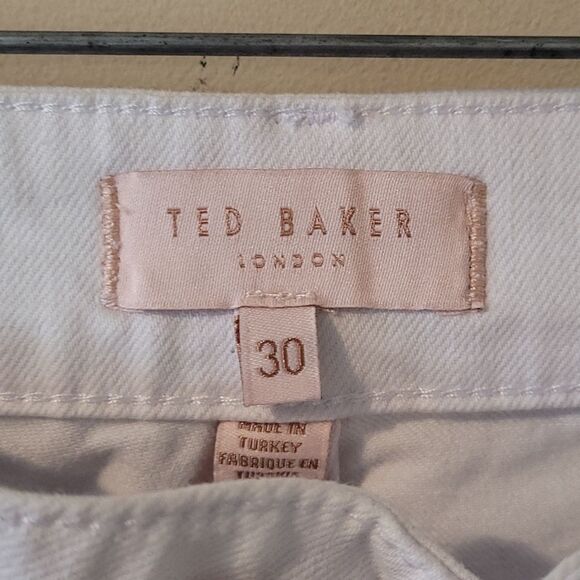 TED BAKER
LONDON
30
MADE IN
TURKEY
FABRIQUE EN